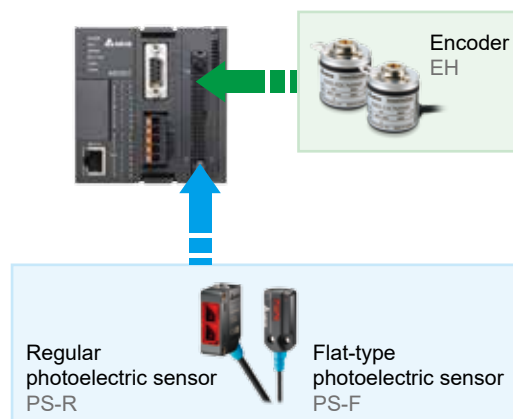 Encoder
EH
Regular
photoelectric sensor
PS-R
Flat-type
photoelectric sensor
PS-F